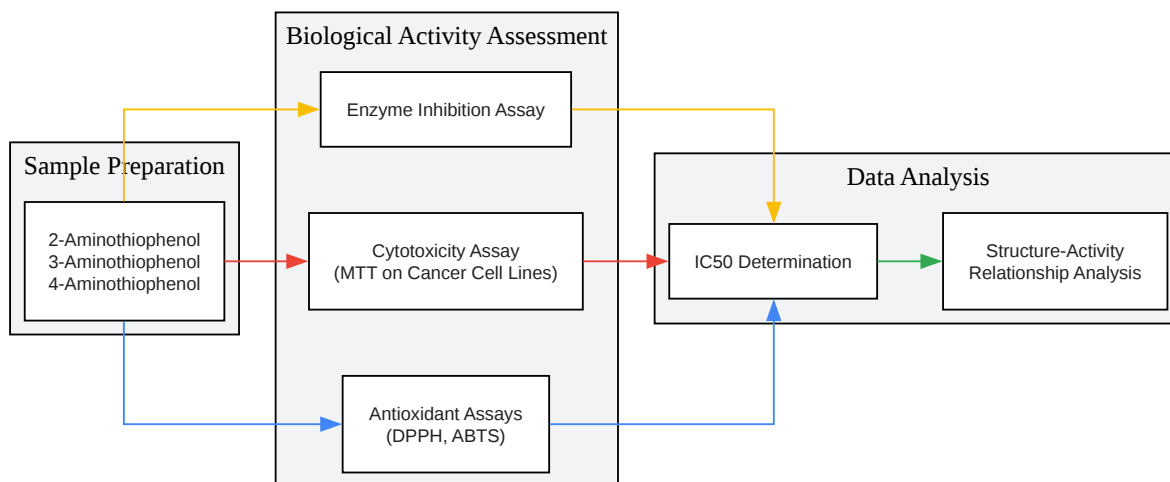 Biological Activity Assessment
Enzyme Inhibition Assay
Sample Preparation
2-Aminothiophenol
3-Aminothiophenol
4-Aminothiophenol
Cytotoxicity Assay
(MTT on Cancer Cell Lines)
Antioxidant Assays
(DPPH, ABTS)
Data Analysis
IC50 Determination
Structure-Activity
Relationship Analysis